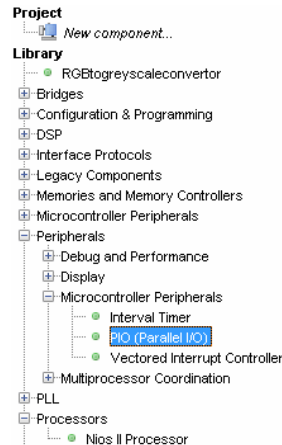 Project
New component...
Library
RGBtogreyscaleconvertor
Bridges
Configuration & Programming
DSP
Interface Protocols
Legacy Components
Memories and Memory Controllers
Microcontroller Peripherals
Peripherals
Debug and Performance
Display
Microcontroller Peripherals
Interval Timer
PIO (Parallel I/O)
Vectored Interrupt Controller
Multiprocessor Coordination
PLL
Processors
Nios II Processor